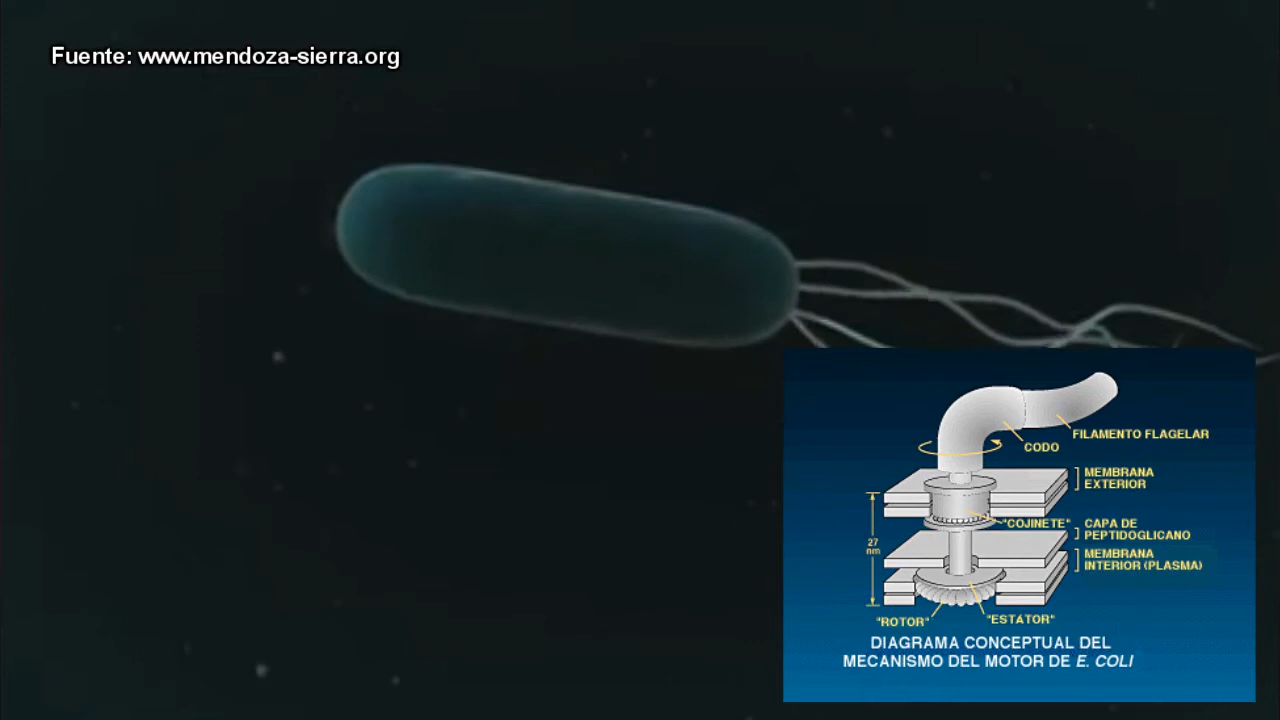 Fuente: www.mendoza-sierra.org
FILAMENTO FLAGELAR
CODO
MEMBRANA
EXTERIOR
"COJINETE"
CAPA DE
PEPTIDOGLICANO
27
nm
MEMBRANA
INTERIOR (PLASMA)
"ROTOR"
"ESTATOR"
DIAGRAMA CONCEPTUAL DEL
MECANISMO DEL MOTOR DE E. COLI